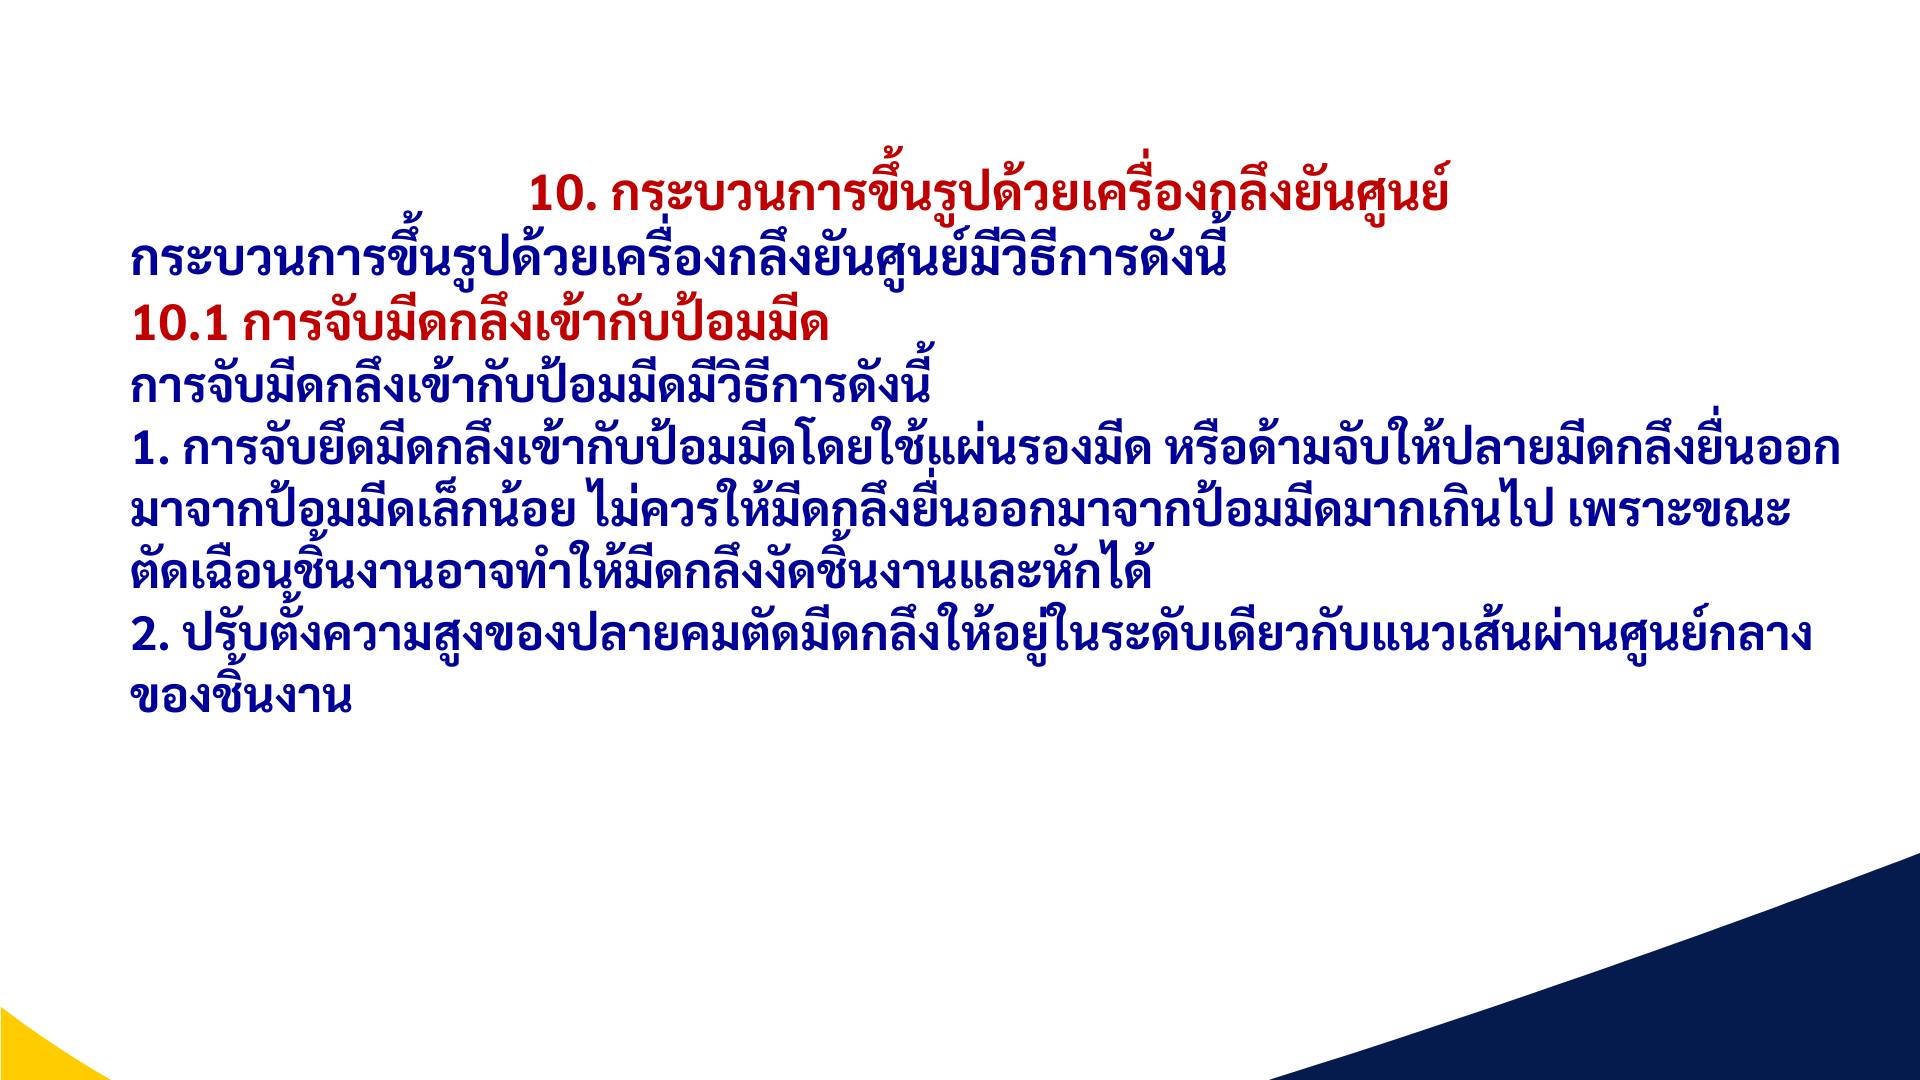 10. กระบวนการขึ้นรูปด้วยเครื่องกลึงยันศูนย์
กระบวนการขึ้นรูปด้วยเครื่องกลึงยันศูนย์มีวิธีการดังนี้
10.1 การจับมีดกลึงเข้ากับป้อมมีด
การจับมีดกลึงเข้ากับป้อมมีดมีวิธีการดังนี้
1. การจับยึดมีดกลึงเข้ากับป้อมมีดโดยใช้แผ่นรองมีด หรือด้ามจับให้ปลายมีดกลึงยื่นออก
มาจากป้อมมีดเล็กน้อย ไม่ควรให้มีดกลึงยื่นออกมาจากป้อมมีดมากเกินไป เพราะขณะ
ตัดเฉือนชิ้นงานอาจทำให้มีดกลึงงัดชิ้นงานและหักได้
2. ปรับตั้งความสูงของปลายคมตัดมีดกลึงให้อยู่ในระดับเดียวกับแนวเส้นผ่านศูนย์กลาง
ของชิ้นงาน